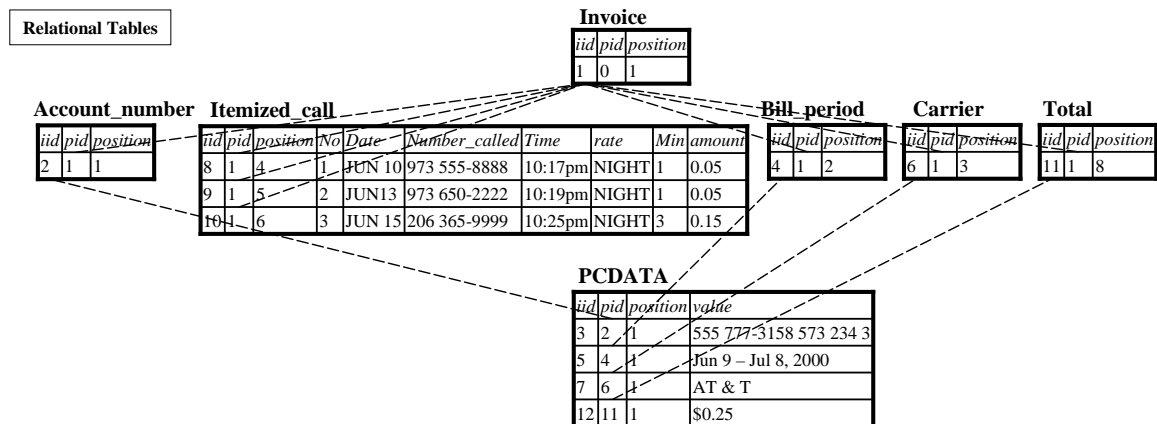 Relational Tables
Invoice
iid pid position
1 0 1
Account_number
iid pid position
2 1 1
Itemized_call
iid pid position No Date Number_called Time rate Min amount
8 1 4 1 JUN 10 973 555-8888 10:17pm NIGHT 1 0.05
9 1 5 2 JUN13 973 650-2222 10:19pm NIGHT 1 0.05
10 1 6 3 JUN 15 206 365-9999 10:25pm NIGHT 3 0.15
Bill_period
iid pid position
4 1 2
Carrier
iid pid position
6 1 3
Total
iid pid position
11 1 8
PCDATA
iid pid position value
3 2 1 555 777-3158 573 234 3
5 4 1 Jun 9 – Jul 8, 2000
7 6 1 AT & T
12 11 1 $0.25